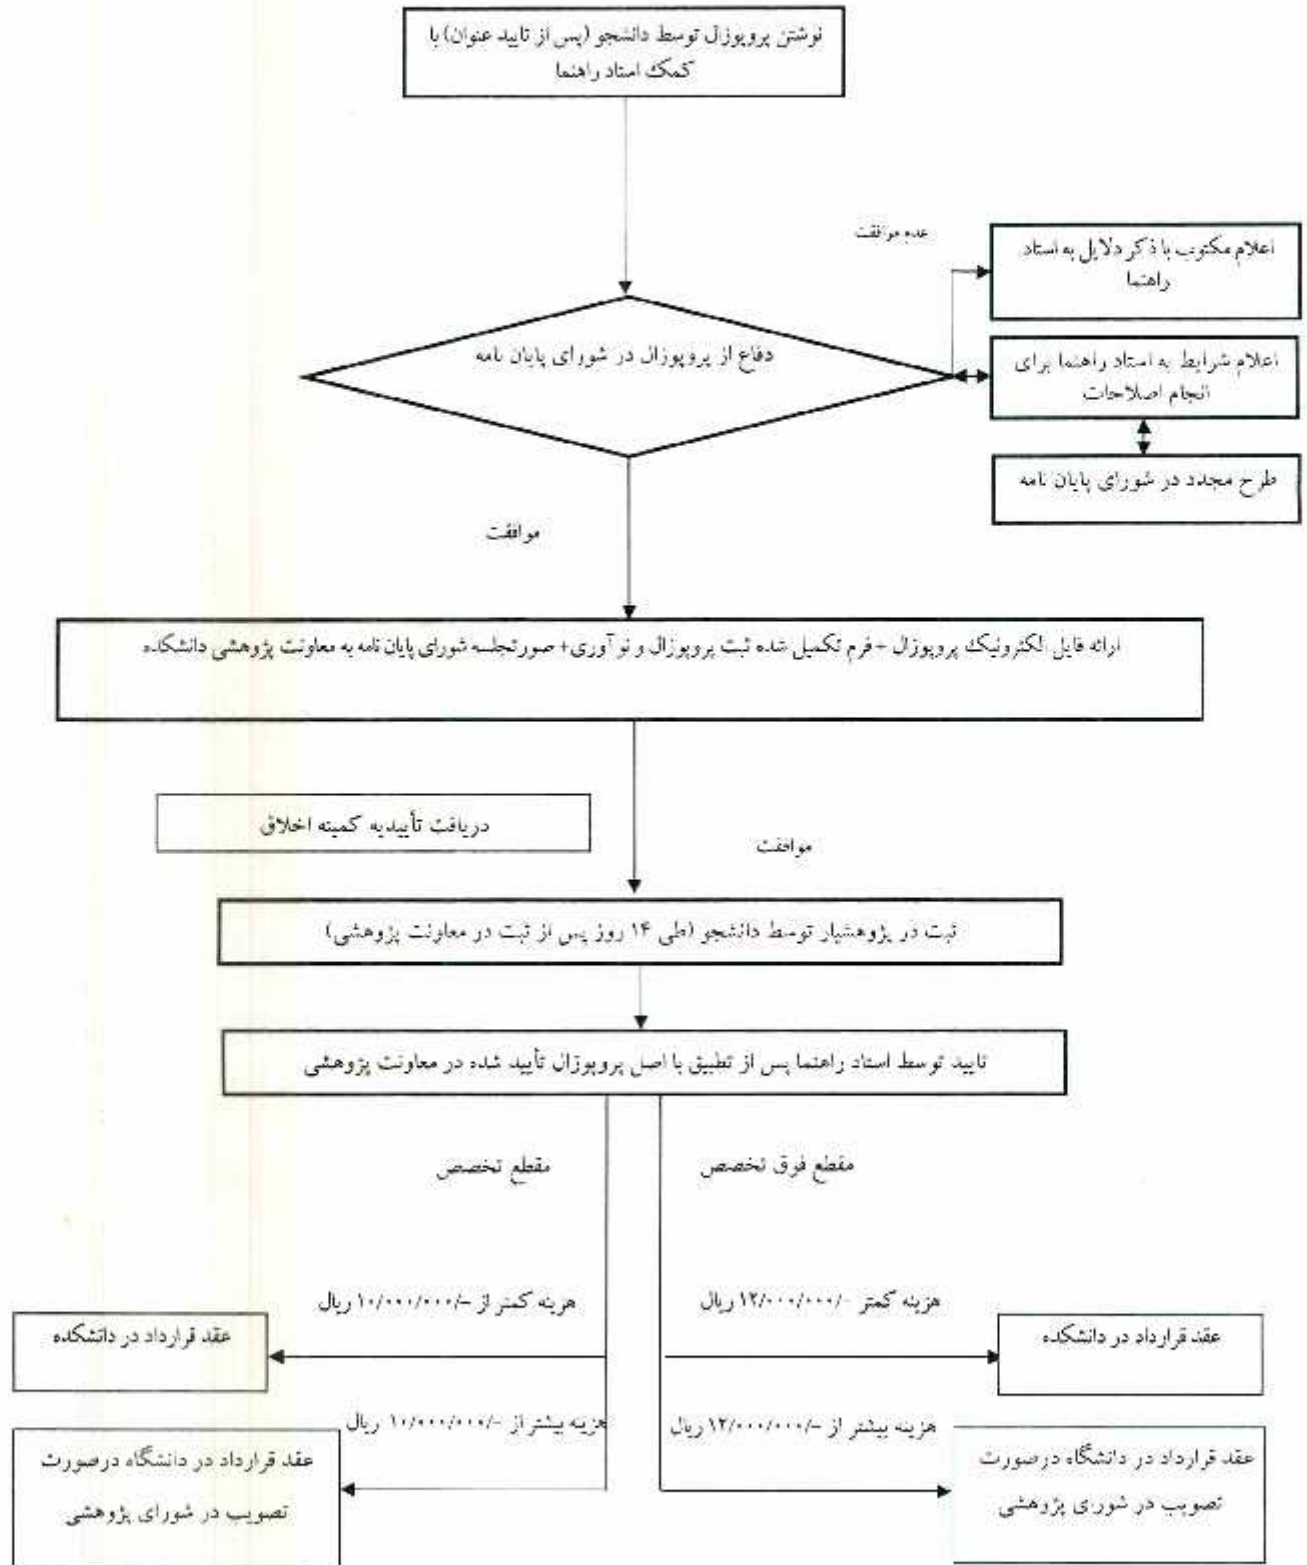 نوشتن پروپوزال توسط دانشجو (پس از تایید عنوان) با
کمک استاد راهنما
عدم موافقت
اعلام مکتوب با ذکر دلایل به استاد
راهنما
دفاع از پروپوزال در شورای پایان نامه
اعلام شرایط به استاد راهنما برای
انجام اصلاحات
طرح مجدد در شورای پایان نامه
موافقت
ارائه فایل الکترونیک پروپوزال + فرم تکمیل شده ثبت پروپوزال و نو آوری+ صورتجلسه شورای پایان نامه به معاونت پژوهشی دانشکده
دریافت تأییدیه کمیته اخلاق
موافقت
ثبت در پژوهشیار توسط دانشجو (طی ۱۴ روز پس از ثبت در معاونت پژوهشی)
تایید توسط استاد راهنما پس از تطبیق با اصل پروپوزال تأیید شده در معاونت پژوهشی
مقطع فوق تخصص
مقطع تخصص
هزینه کمتر -/۱۲/۰۰۰/۰۰۰ ریال
هزینه کمتر از -/۱۰/۰۰۰/۰۰۰ ریال
عقد قرارداد در دانشکده
عقد قرارداد در دانشکده
هزینه بیشتر از -/۱۲/۰۰۰/۰۰۰ ریال
هزینه بیشتر از -/۱۰/۰۰۰/۰۰۰ ریال
عقد قرارداد در دانشگاه درصورت
تصویب در شورای پژوهشی
عقد قرارداد در دانشگاه درصورت
تصویب در شورای پژوهشی